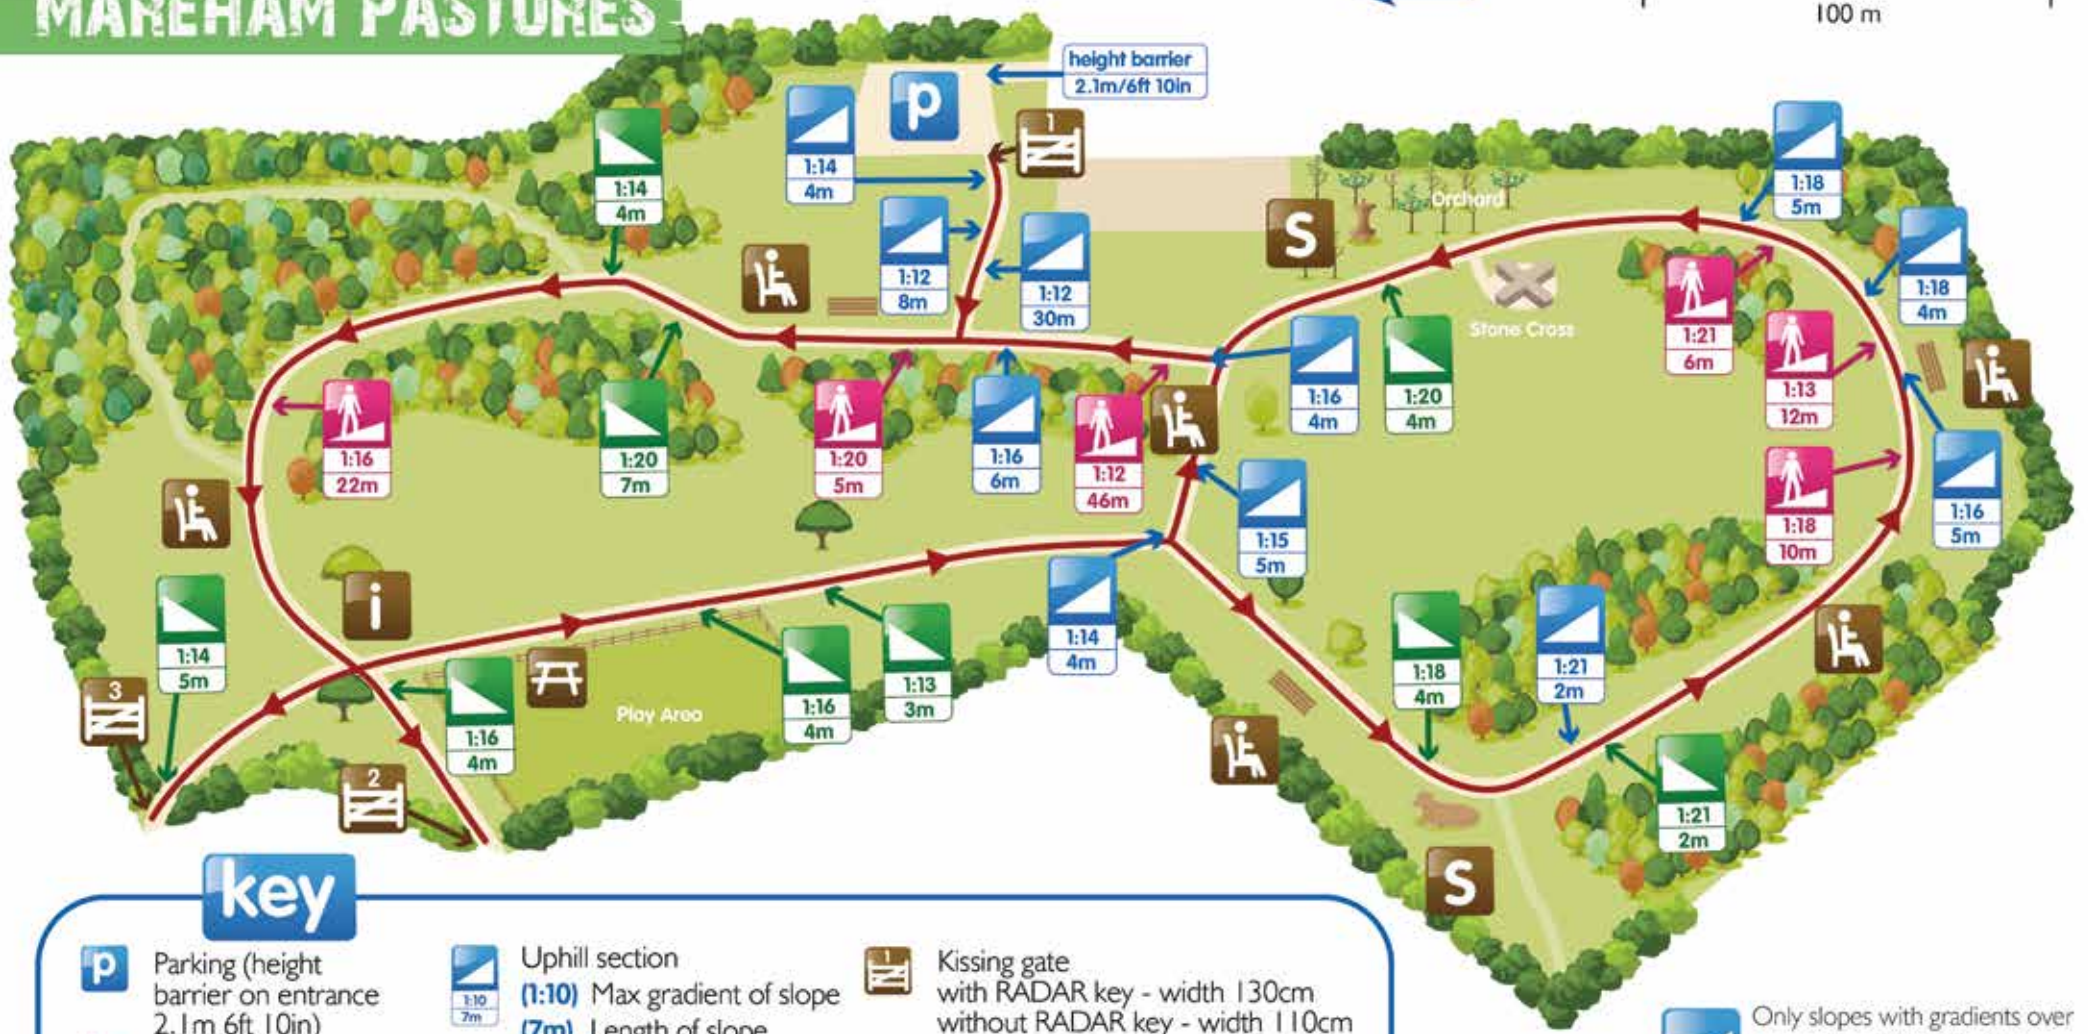 MAREHAM PASTURES
100 m
height barrier
2.1m/6ft 10in
p
1
1:14
4m
1:14
4m
1:12
8m
1:12
30m
S
Orchard
Stone Cross
1:18
5m
1:18
4m
1:21
6m
1:13
12m
1:16
5m
1:18
10m
1:16
4m
1:20
4m
1:16
22m
1:20
7m
1:20
5m
1:16
6m
1:12
46m
1:15
5m
1:14
4m
i
1:14
5m
3
2
1:16
4m
Play Area
1:16
4m
1:13
3m
1:18
4m
1:21
2m
1:21
2m
S
key
p
Parking (height
barrier on entrance
2.1m 6ft 10in)
1:10
7m
Uphill section
(1:10) Max gradient of slope
(7m) Length of slope
1
Kissing gate
with RADAR key - width 130cm
without RADAR key - width 110cm
Only slopes with gradients over